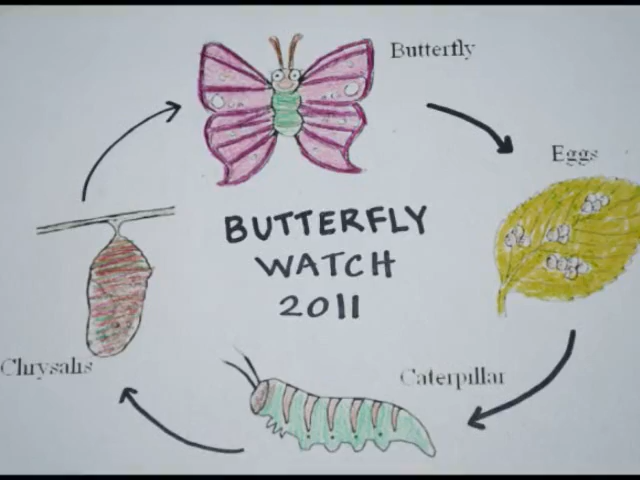 Butterfly
Eggs
BUTTERFLY
WATCH
2011
Chrysalis
Caterpillar